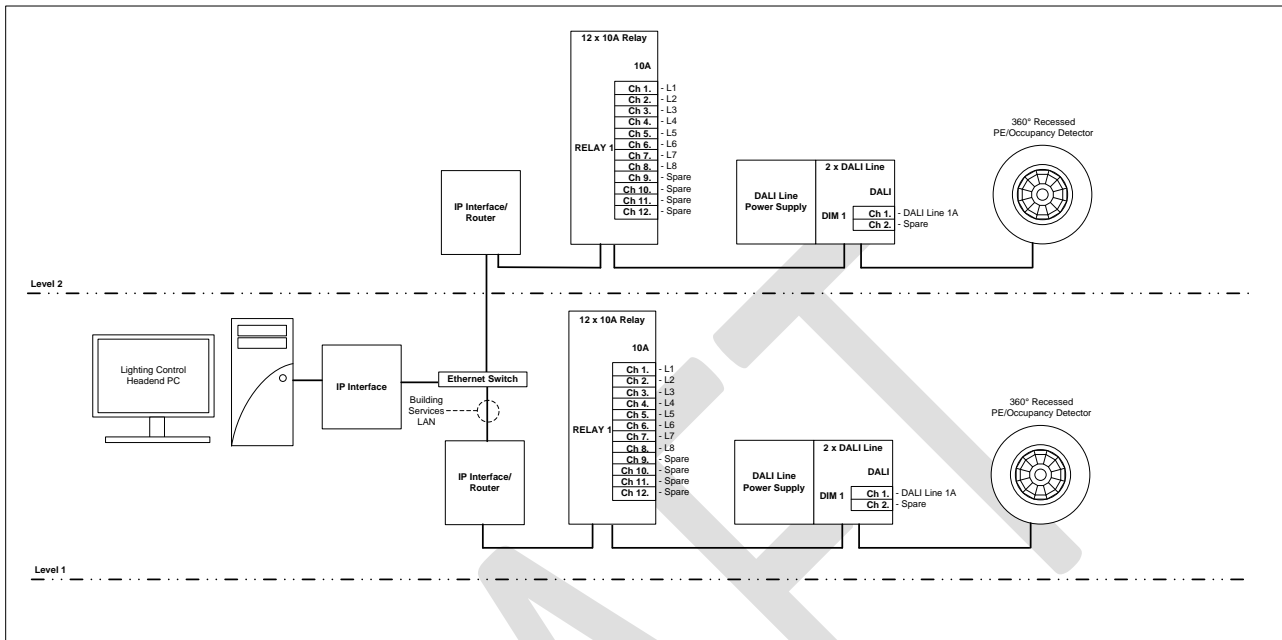 12 x 10A Relay
10A
RELAY 1
Ch 1. - L1
Ch 2. - L2
Ch 3. - L3
Ch 4. - L4
Ch 5. - L5
Ch 6. - L6
Ch 7. - L7
Ch 8. - L8
Ch 9. - Spare
Ch 10. - Spare
Ch 11. - Spare
Ch 12. - Spare
IP Interface/
Router
DALI Line
Power Supply
2 x DALI Line
DALI
DIM 1
Ch 1. - DALI Line 1A
Ch 2. - Spare
360° Recessed
PE/Occupancy Detector
Level 2
Lighting Control
Headend PC
IP Interface
Ethernet Switch
Building
Services
LAN
IP Interface/
Router
12 x 10A Relay
10A
RELAY 1
Ch 1. - L1
Ch 2. - L2
Ch 3. - L3
Ch 4. - L4
Ch 5. - L5
Ch 6. - L6
Ch 7. - L7
Ch 8. - L8
Ch 9. - Spare
Ch 10. - Spare
Ch 11. - Spare
Ch 12. - Spare
DALI Line
Power Supply
2 x DALI Line
DALI
DIM 1
Ch 1. - DALI Line 1A
Ch 2. - Spare
360° Recessed
PE/Occupancy Detector
Level 1